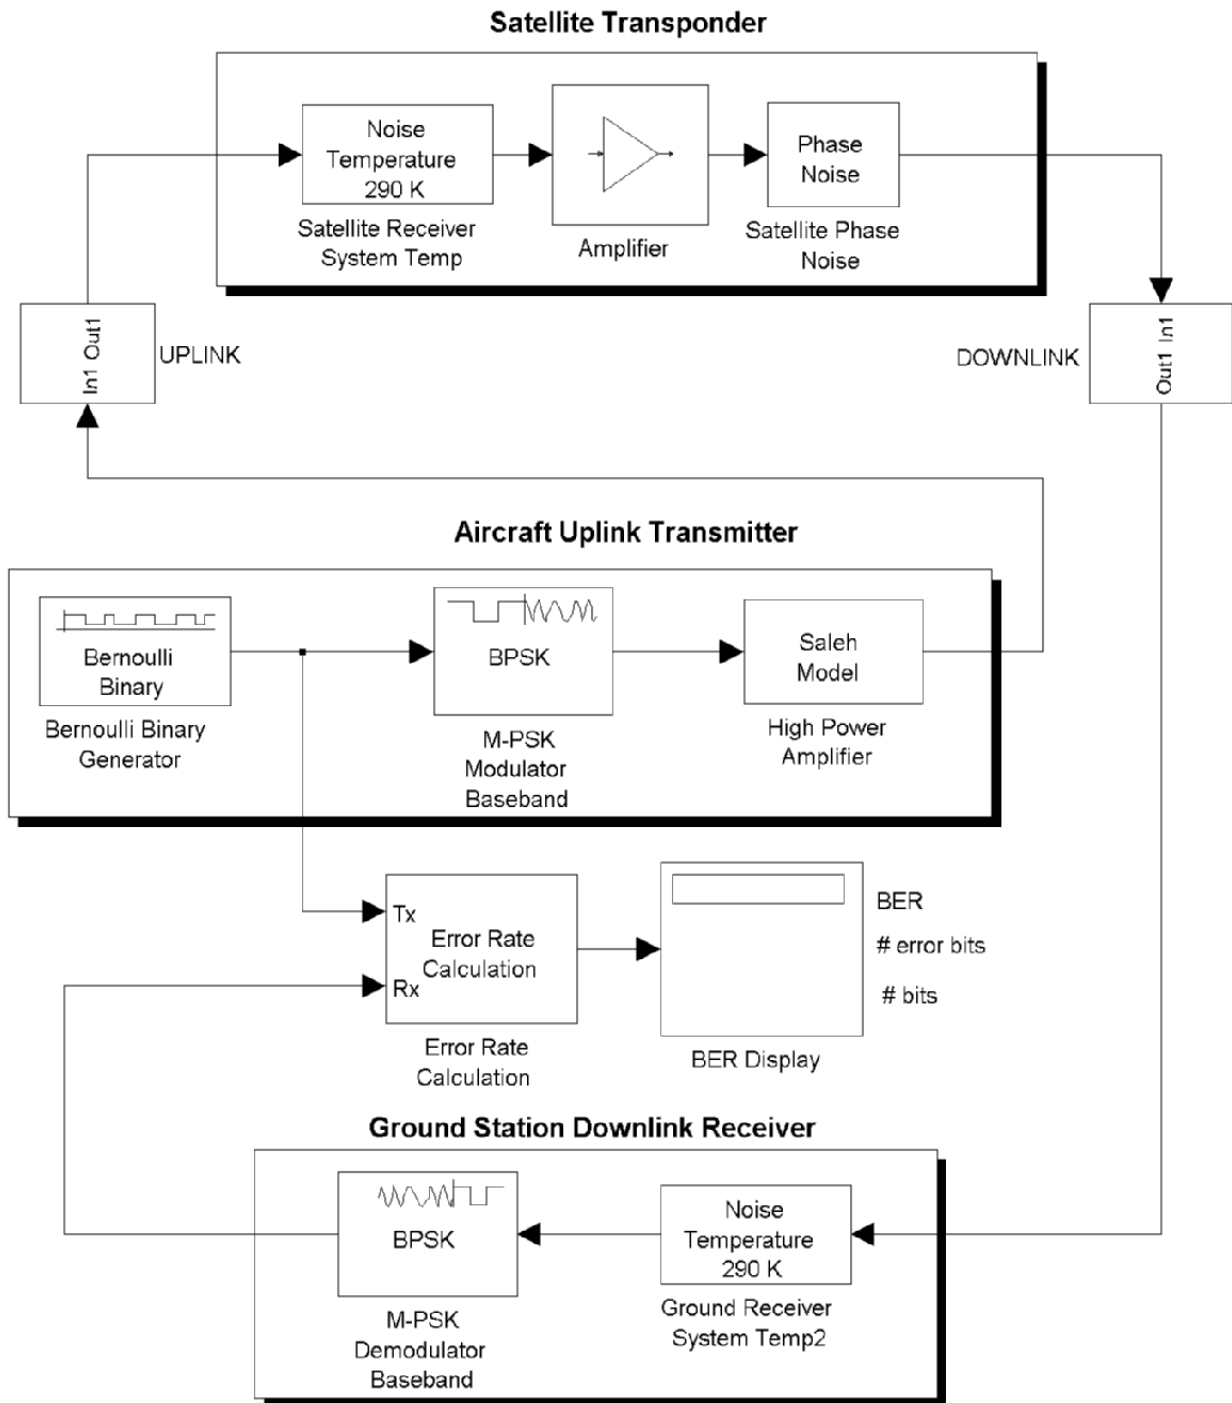 Satellite Transponder
Noise
Temperature
290 K
Satellite Receiver
System Temp
Amplifier
Phase
Noise
Satellite Phase
Noise
In1 Out1
UPLINK
DOWNLINK
Out1 In1
Aircraft Uplink Transmitter
Bernoulli
Binary
Bernoulli Binary
Generator
BPSK
M-PSK
Modulator
Baseband
Saleh
Model
High Power
Amplifier
Tx
Rx
Error Rate
Calculation
Error Rate
Calculation
BER
# error bits
# bits
BER Display
Ground Station Downlink Receiver
BPSK
M-PSK
Demodulator
Baseband
Noise
Temperature
290 K
Ground Receiver
System Temp2